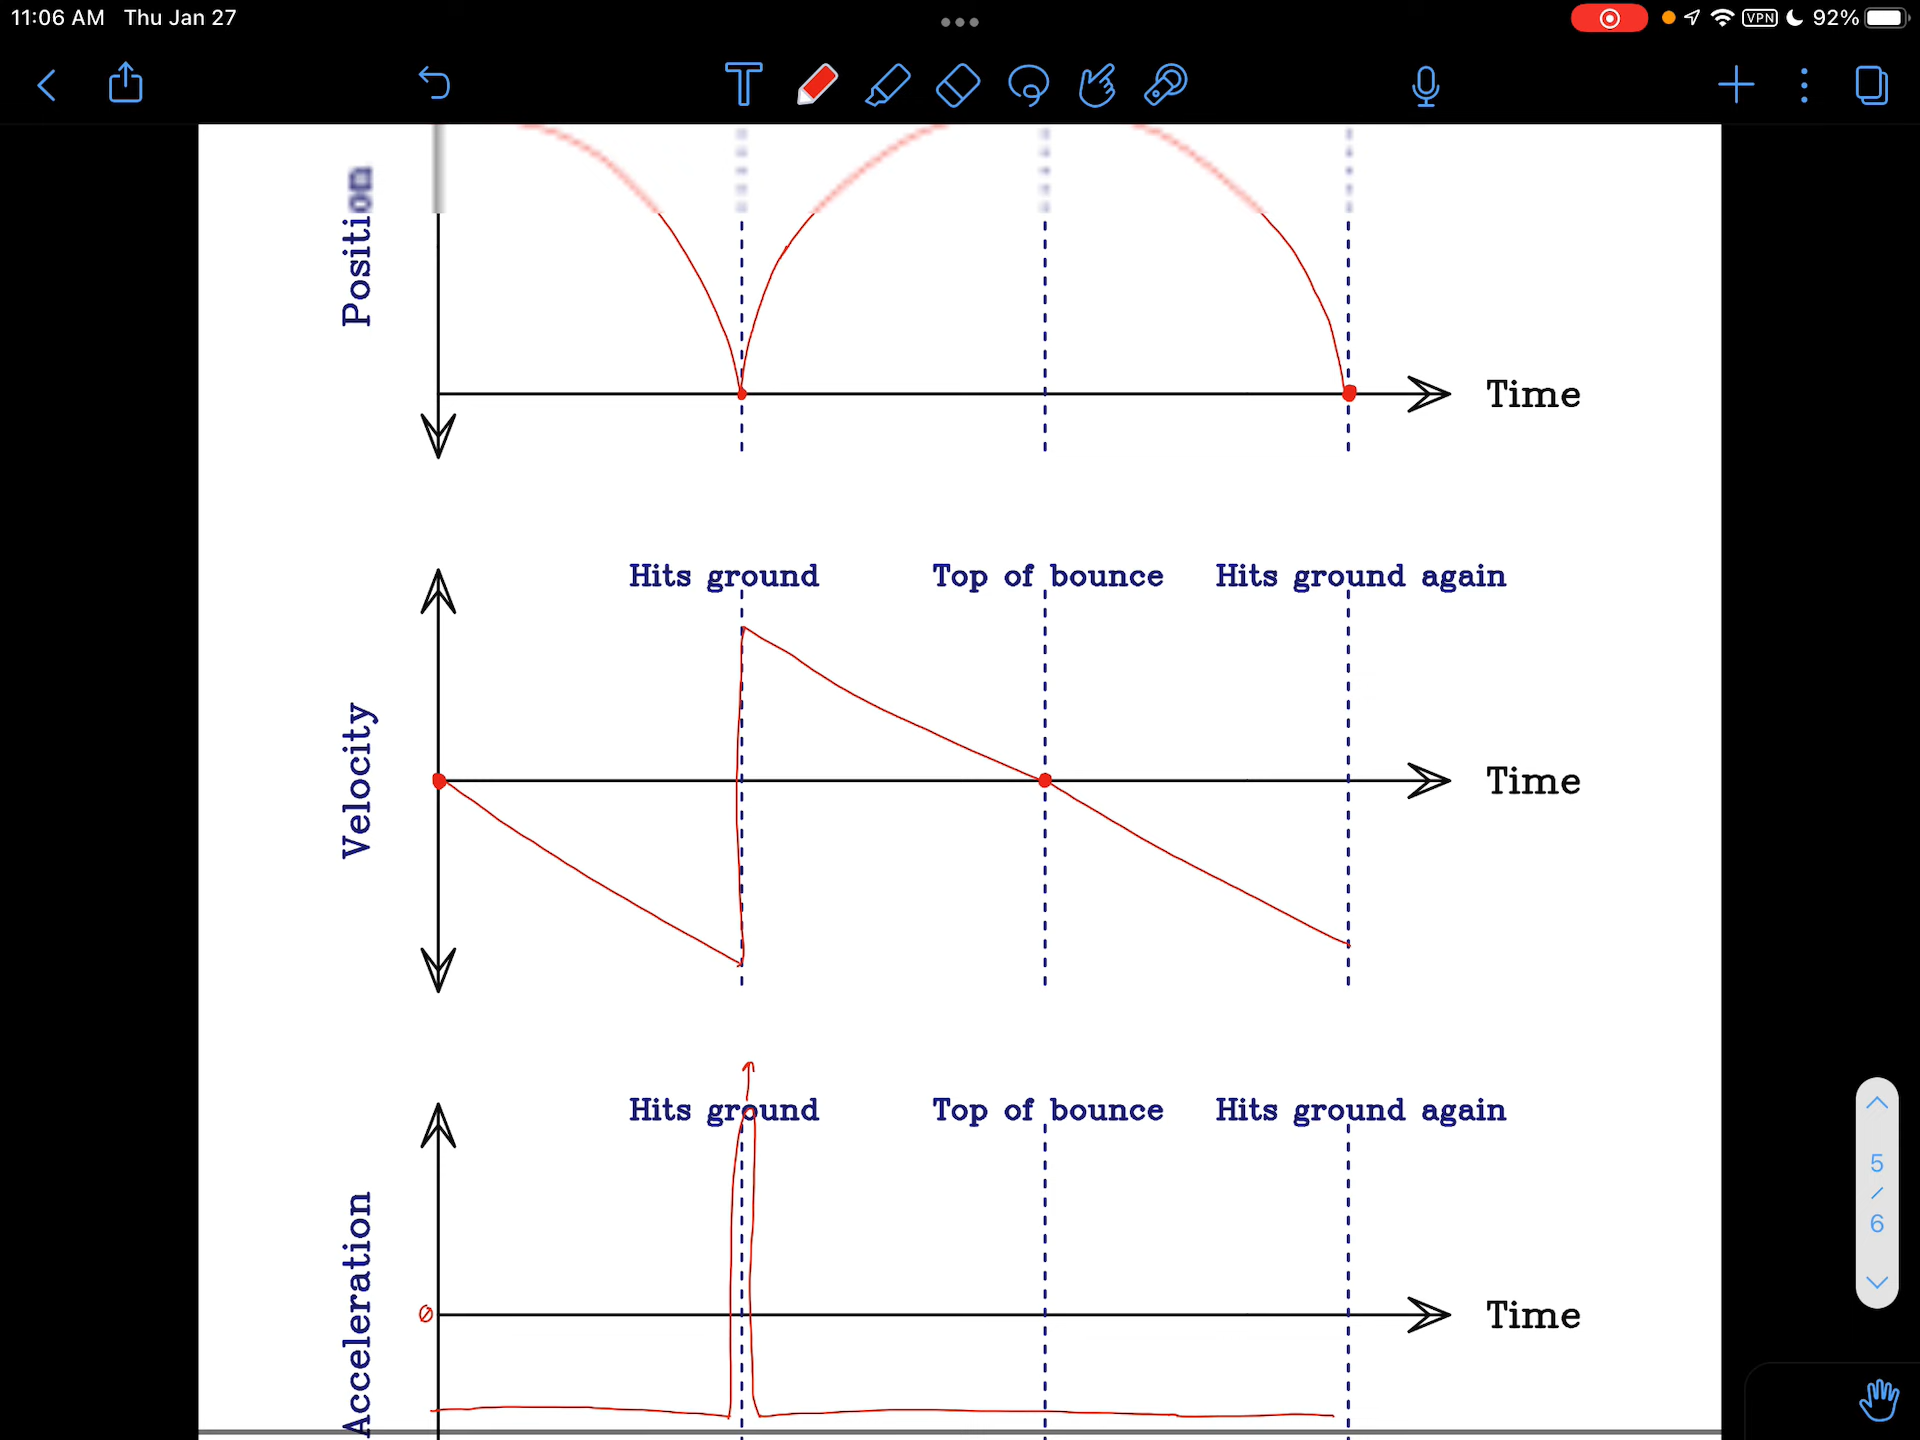 11:06 AM Thu Jan 27
VPN 92%
T
Position
Time
Hits ground Top of bounce Hits ground again
Velocity
Time
Hits ground Top of bounce Hits ground again
Acceleration
0
Time
5
/
6